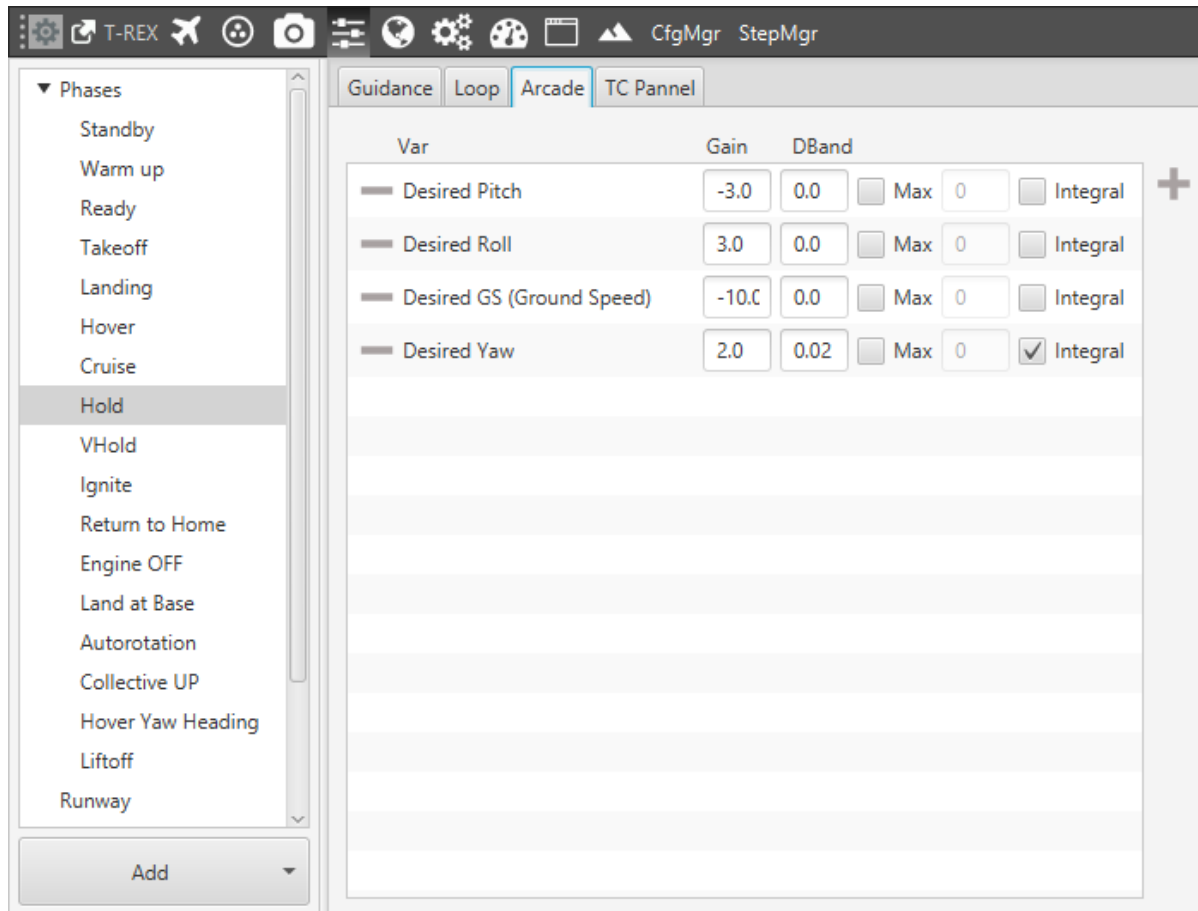 T-REX CfgMgr StepMgr
Phases
Standby
Warm up
Ready
Takeoff
Landing
Hover
Cruise
Hold
VHold
Ignite
Return to Home
Engine OFF
Land at Base
Autorotation
Collective UP
Hover Yaw Heading
Liftoff
Runway
Add
Guidance Loop Arcade TC Pannel
Var Gain DBand
Desired Pitch -3.0 0.0 Max 0 Integral
Desired Roll 3.0 0.0 Max 0 Integral
Desired GS (Ground Speed) -10.0 0.0 Max 0 Integral
Desired Yaw 2.0 0.02 Max 0 Integral